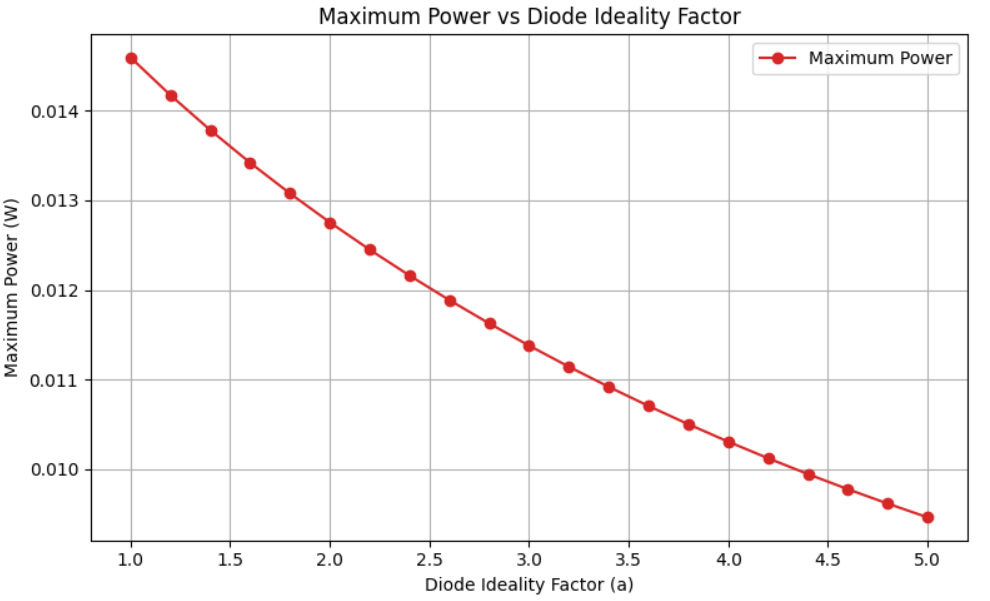 Maximum Power vs Diode Ideality Factor
Maximum Power
0.014
0.013
0.012
0.011
0.010
Maximum Power (W)
1.0 1.5 2.0 2.5 3.0 3.5 4.0 4.5 5.0
Diode Ideality Factor (a)